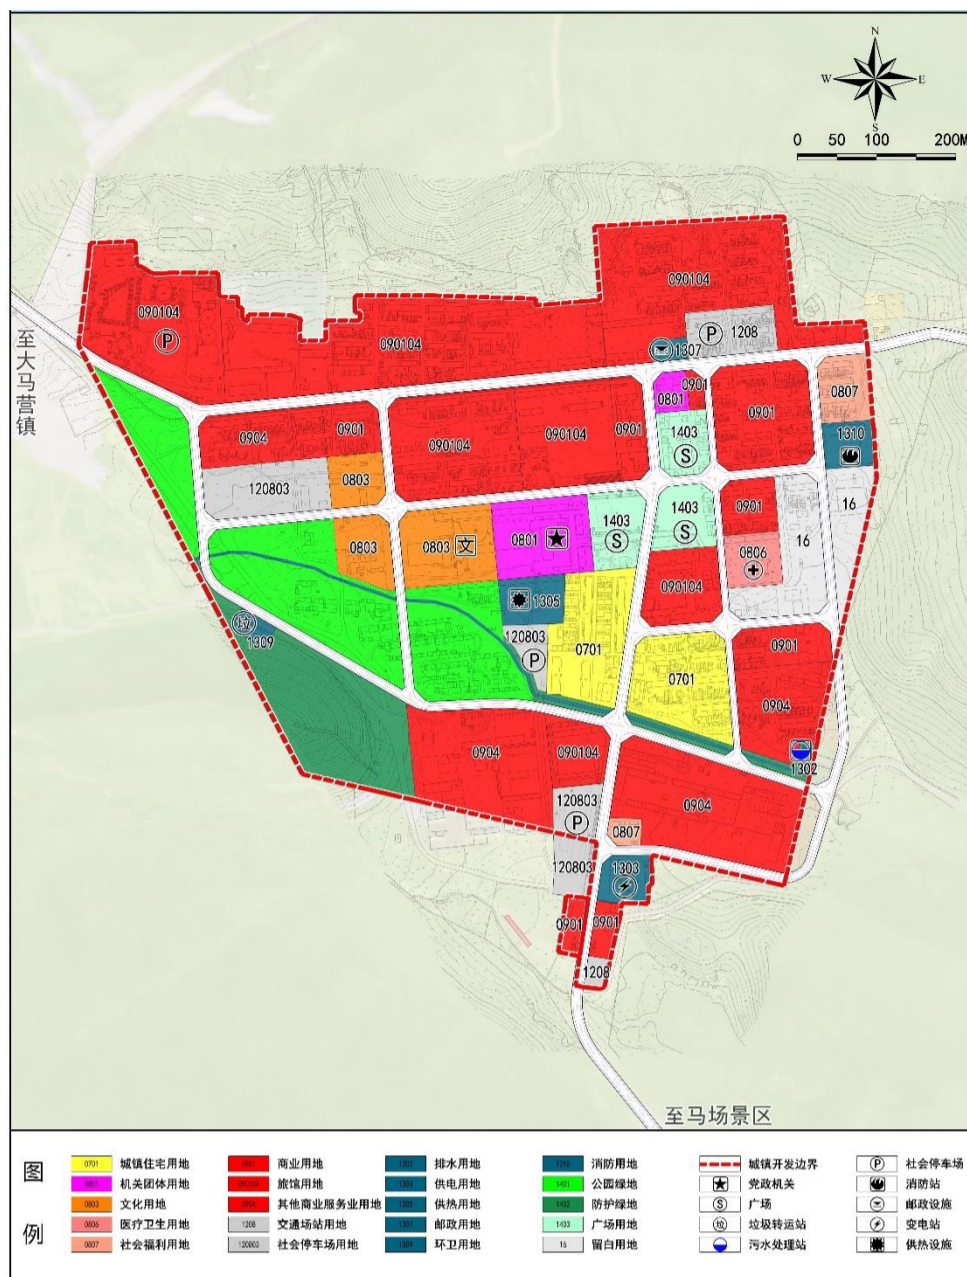 N
W E
S
0 50 100 200M
090104
090104
P
090104
P 1208
1307
至大马营镇
0801 0901
0901
0807
0904
0901
090104
090104
0901
1403
S
1310
120803
0803
0803
0803 文
0801
1403
S
1403
S
0901
16
16
0806
090104
1305
垃
1309
120803
P
0701
0701
0901
0904
1302
0904
090104
120803
P
0904
0807
120803
1303
0901
0901
1208
至马场景区
图例
0701 城镇住宅用地
0801 机关团体用地
0803 文化用地
0806 医疗卫生用地
0807 社会福利用地
0901 商业用地
090104 旅馆用地
0904 其他商业服务业用地
1208 交通场站用地
120803 社会停车场用地
1302 排水用地
1303 供电用地
1305 供热用地
1307 邮政用地
1309 环卫用地
1310 消防用地
1401 公园绿地
1402 防护绿地
1403 广场用地
16 留白用地
城镇开发边界
党政机关
S 广场
垃 垃圾转运站
污水处理站
P 社会停车场
消防站
邮政设施
变电站
供热设施